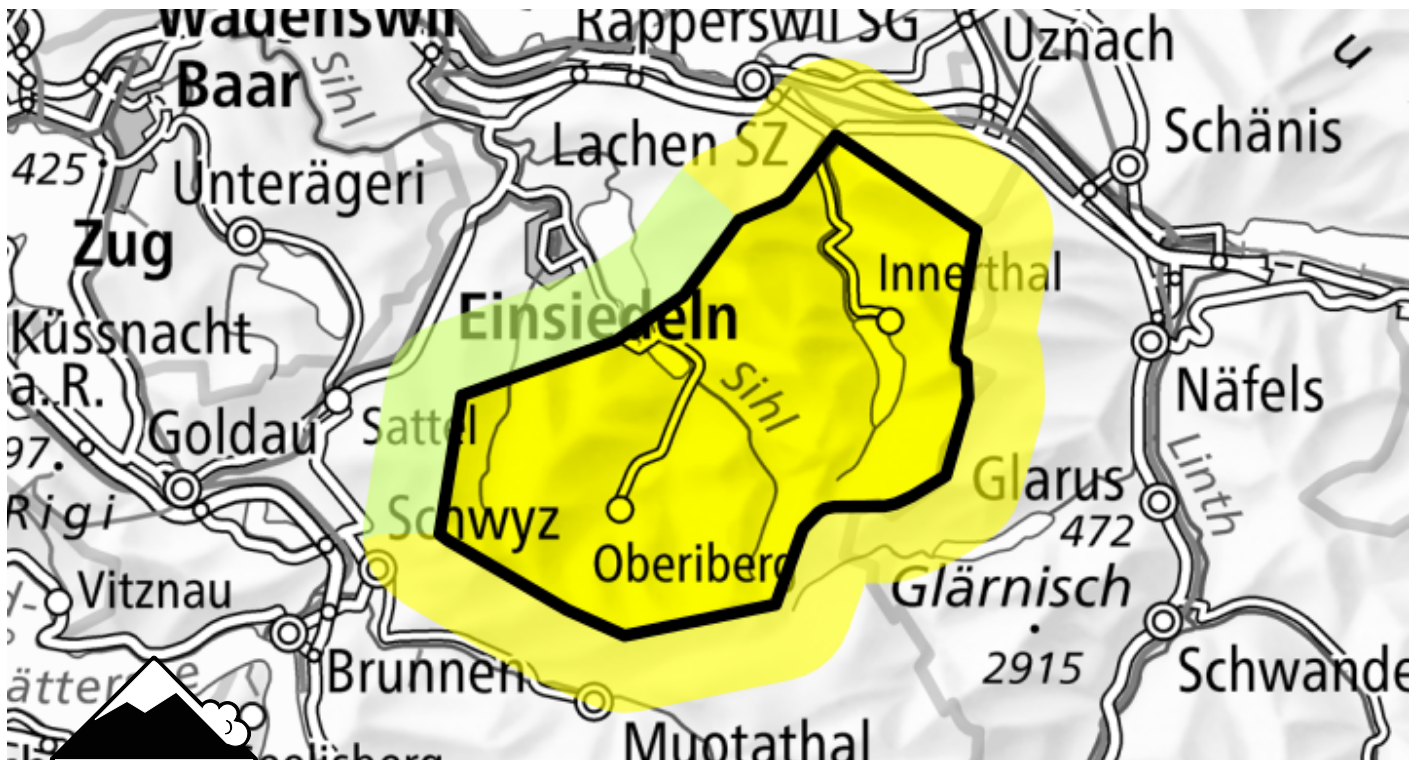 Wädenswil
Rapperswil SG
Uznach
u
Baar
Sihl
Lachen SZ
Schänis
425
Unterägeri
Zug
Innerthal
Einsiedeln
Küssnacht
a. R.
Sihl
Näfels
Goldau
Sattel
97
Linth
Glarus
472
Rigi
Schwyz
Oberiberg
Vitznau
Glärnisch
2915
Brunnen
Schwande
Muotathal